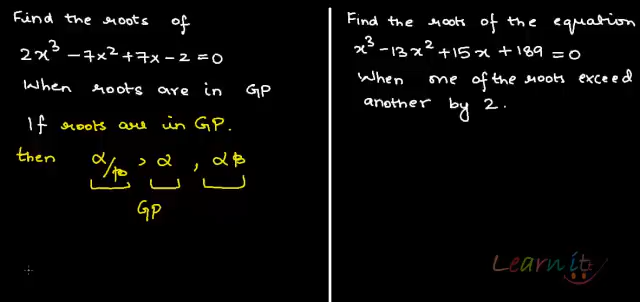 Find the roots of
2x³ - 7x² + 7x - 2 = 0
When roots are in GP
If roots are in GP.
then α/β , α , αβ
GP
Find the roots of the equation
x³ - 13x² + 15x + 189 = 0
When one of the roots exceed
another by 2.
Learnit